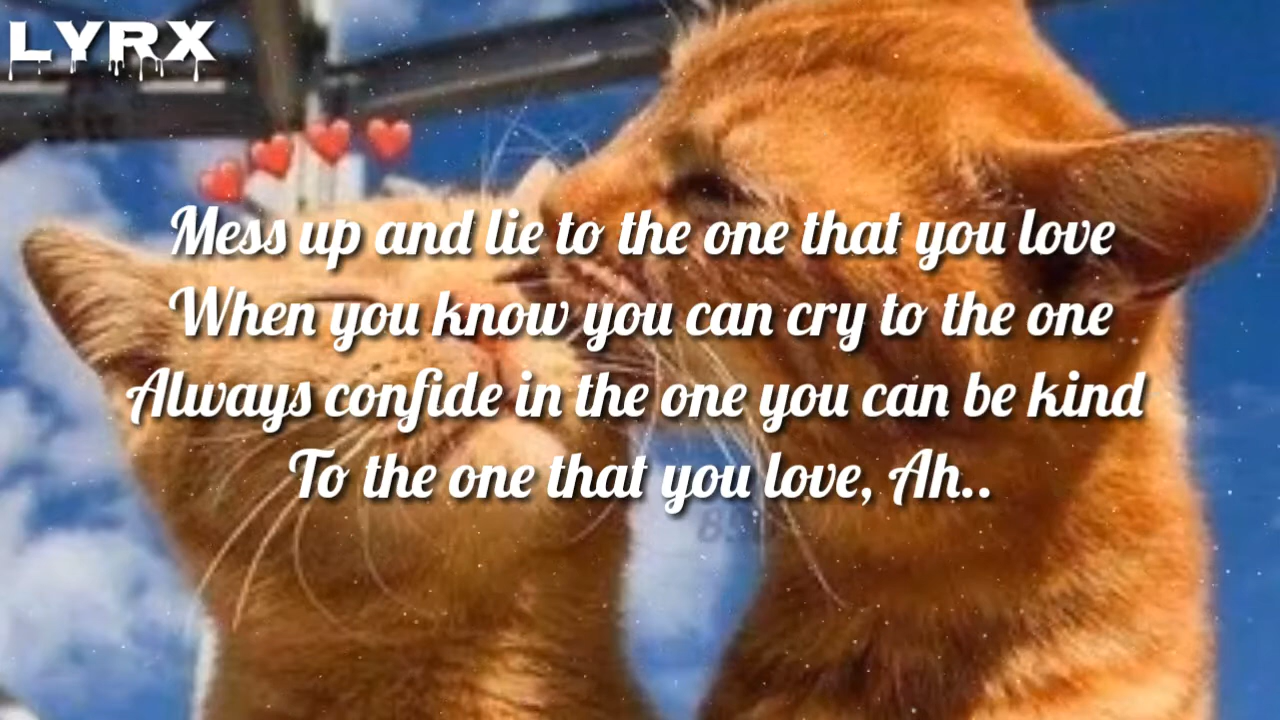 LYRX
Mess up and lie to the one that you love
When you know you can cry to the one
Always confide in the one you can be kind
To the one that you love, Ah..